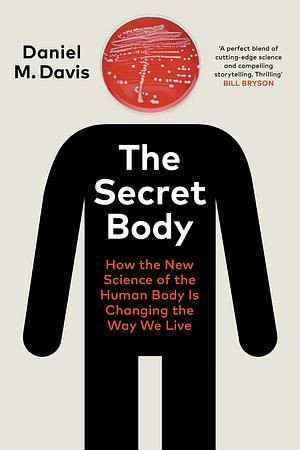 Daniel
M. Davis
‘A perfect blend of
cutting-edge science
and compelling
storytelling. Thrilling’
BILL BRYSON
The
Secret
Body
How the New
Science of the
Human Body Is
Changing the
Way We Live